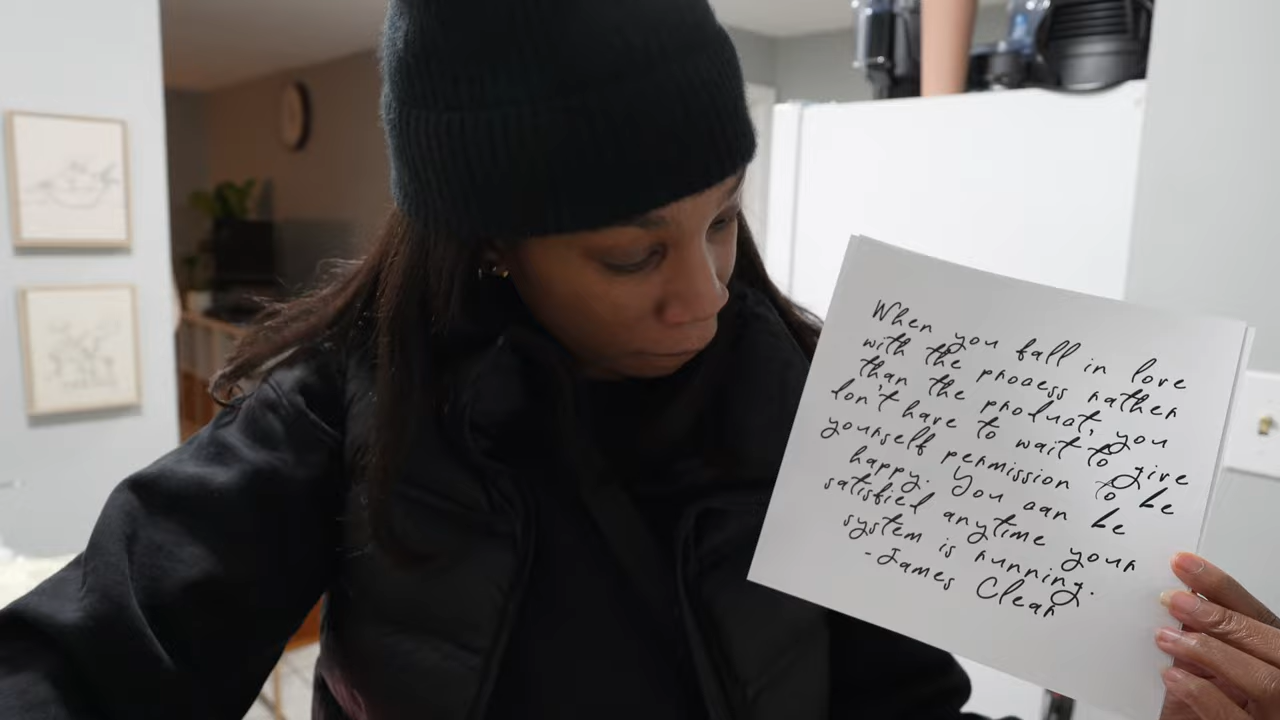 When you fall in love
with the process rather
than the product, you
don't have to wait to give
yourself permission to be
happy. You can be
satisfied anytime your
system is running.
-James Clear